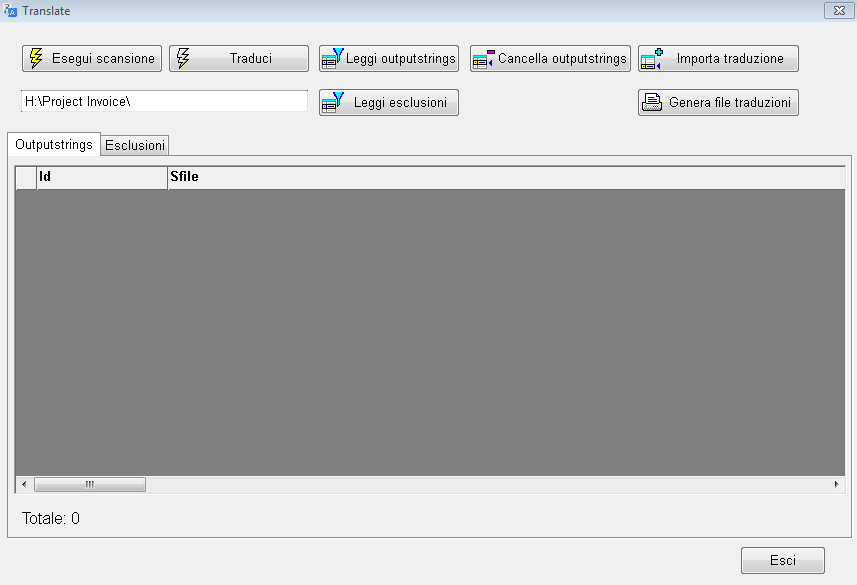 Translate
Esegui scansione
Traduci
Leggi outputstrings
Cancella outputstrings
Importa traduzione
H:\Project Invoice\
Leggi esclusioni
Genera file traduzioni
Outputstrings
Esclusioni
Id
Sfile
Totale: 0
Esci